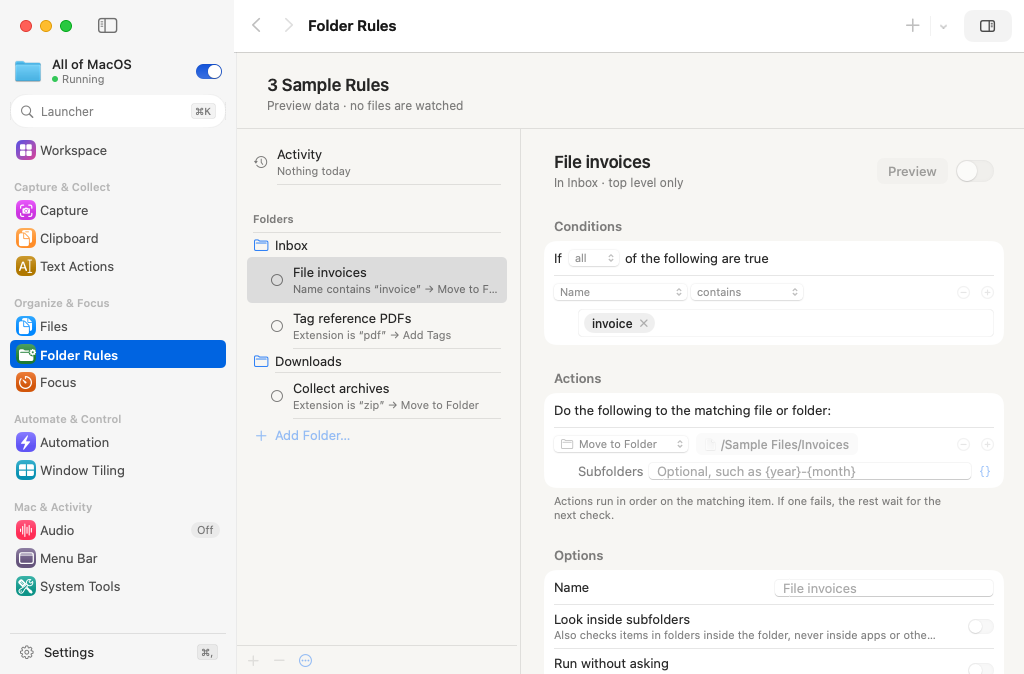 Folder Rules
All of MacOS
Running
Launcher ⌘K
Workspace
Capture & Collect
Capture
Clipboard
Text Actions
Organize & Focus
Files
Folder Rules
Focus
Automate & Control
Automation
Window Tiling
Mac & Activity
Audio Off
Menu Bar
System Tools
Settings ⌘,
3 Sample Rules
Preview data · no files are watched
Activity
Nothing today
Folders
Inbox
File invoices
Name contains “invoice” → Move to F...
Tag reference PDFs
Extension is “pdf” → Add Tags
Downloads
Collect archives
Extension is “zip” → Move to Folder
Add Folder...
File invoices
In Inbox · top level only
Preview
Conditions
If all of the following are true
Name contains
invoice
Actions
Do the following to the matching file or folder:
Move to Folder /Sample Files/Invoices
Subfolders Optional, such as {year}-{month} {}
Actions run in order on the matching item. If one fails, the rest wait for the
next check.
Options
Name File invoices
Look inside subfolders
Also checks items in folders inside the folder, never inside apps or othe...
Run without asking